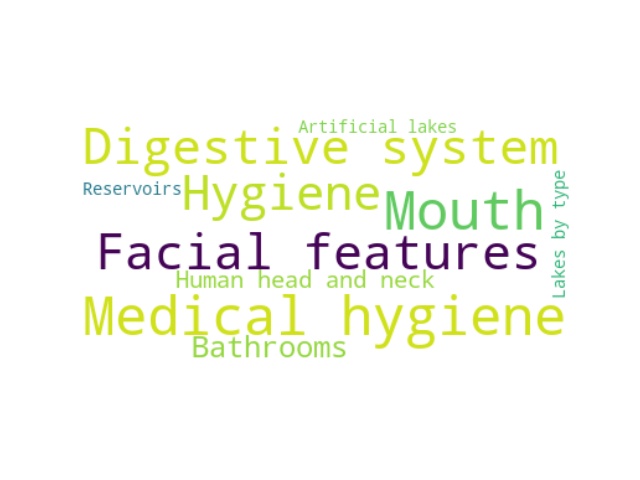 Artificial lakes
Digestive system
Reservoirs
Hygiene
Mouth
Lakes by type
Facial features
Human head and neck
Medical hygiene
Bathrooms